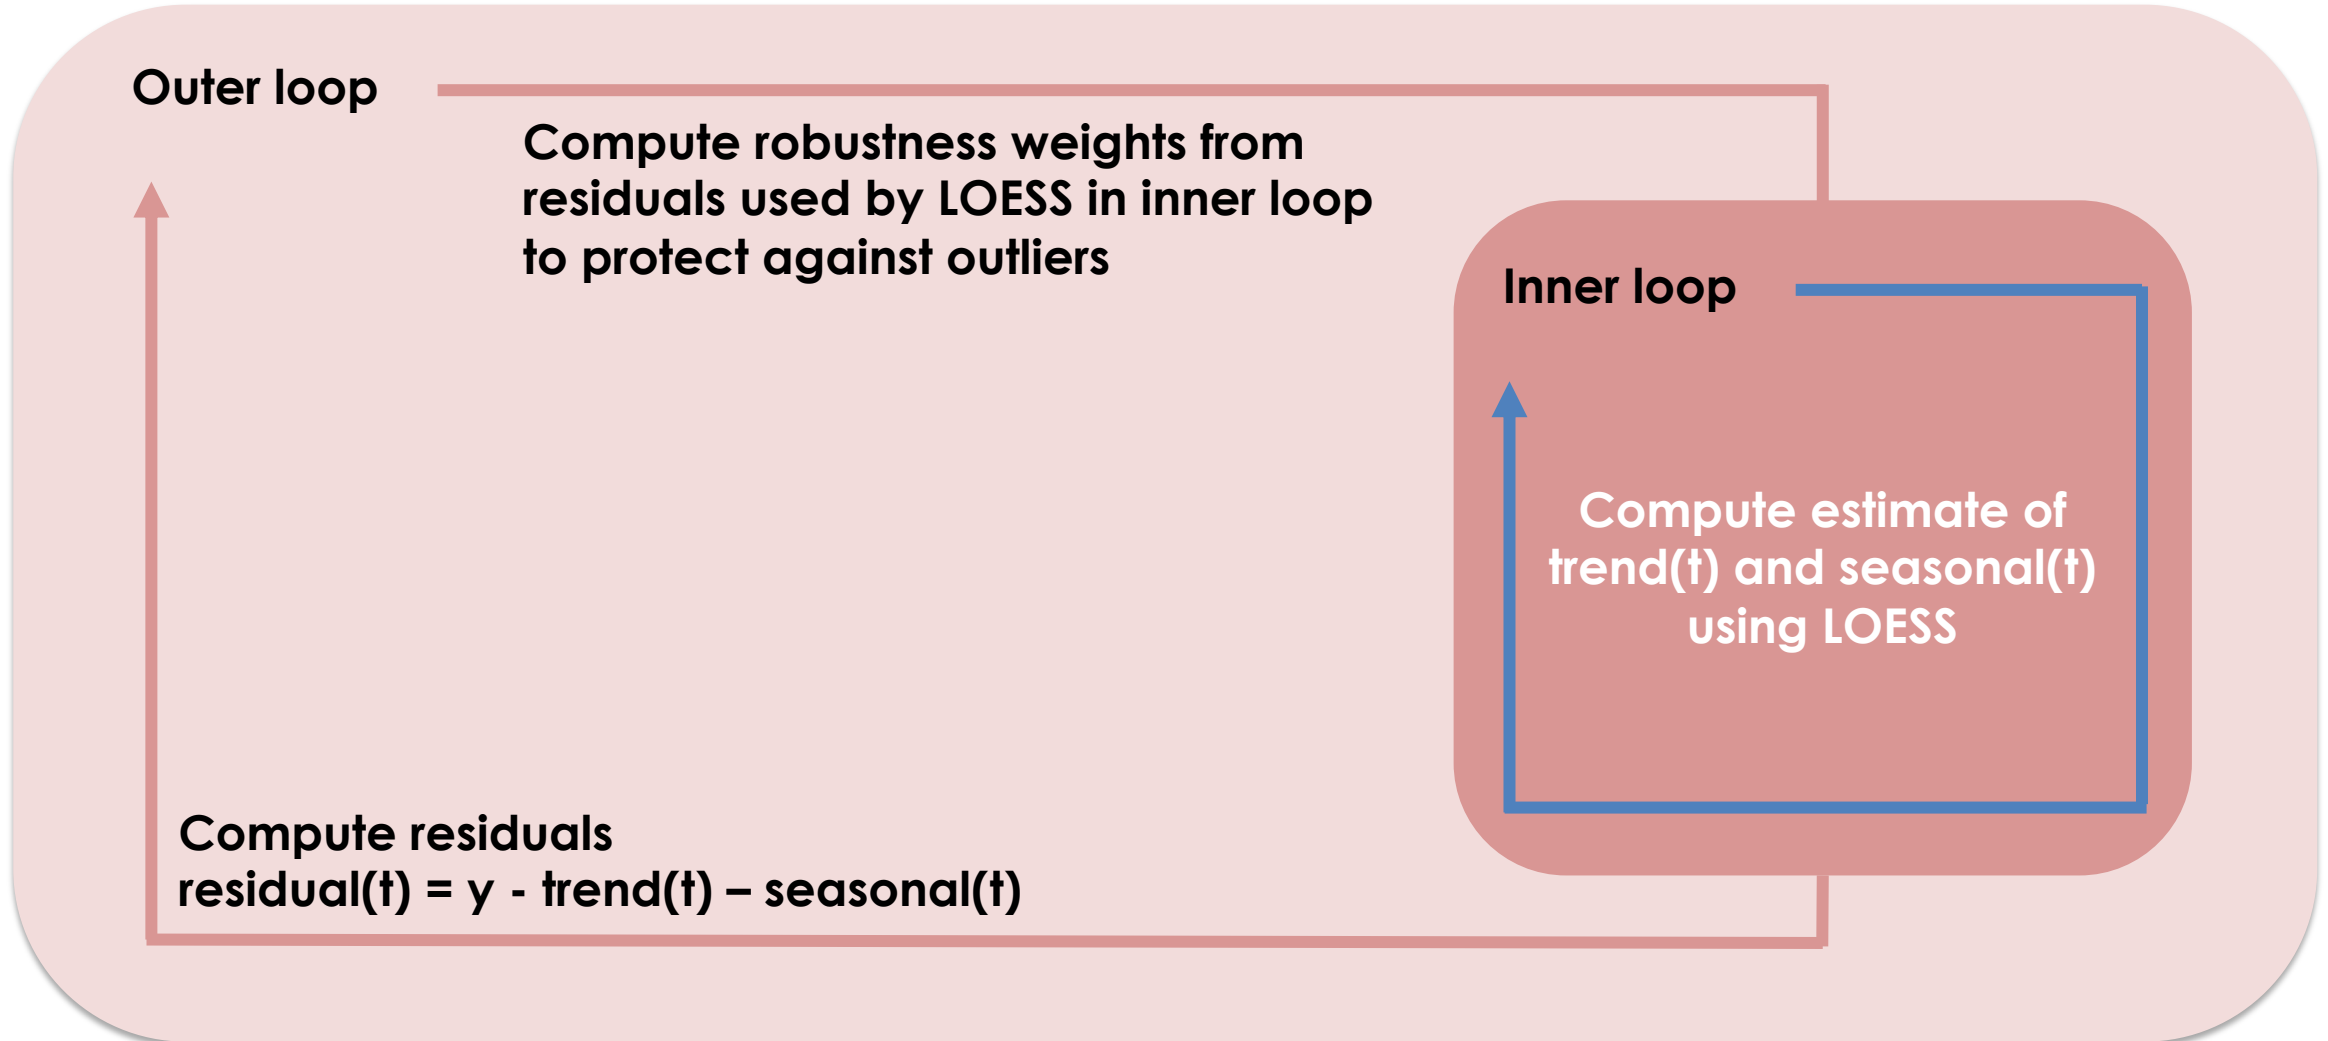 Outer loop
Compute robustness weights from
residuals used by LOESS in inner loop
to protect against outliers
Inner loop
Compute estimate of
trend(t) and seasonal(t)
using LOESS
Compute residuals
residual(t) = y - trend(t) – seasonal(t)